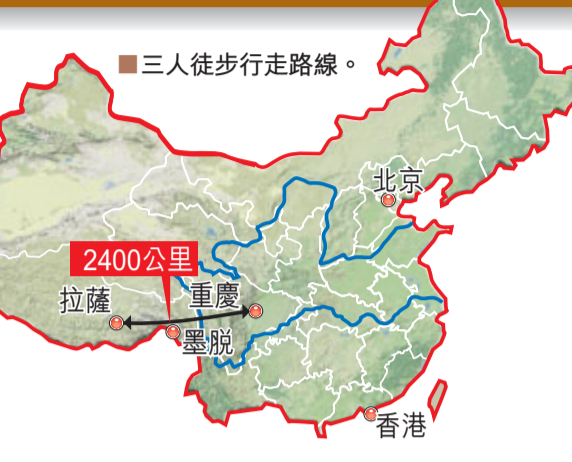 ■三人徒步行走路線。
北京
2400公里
拉薩
重慶
墨脱
香港